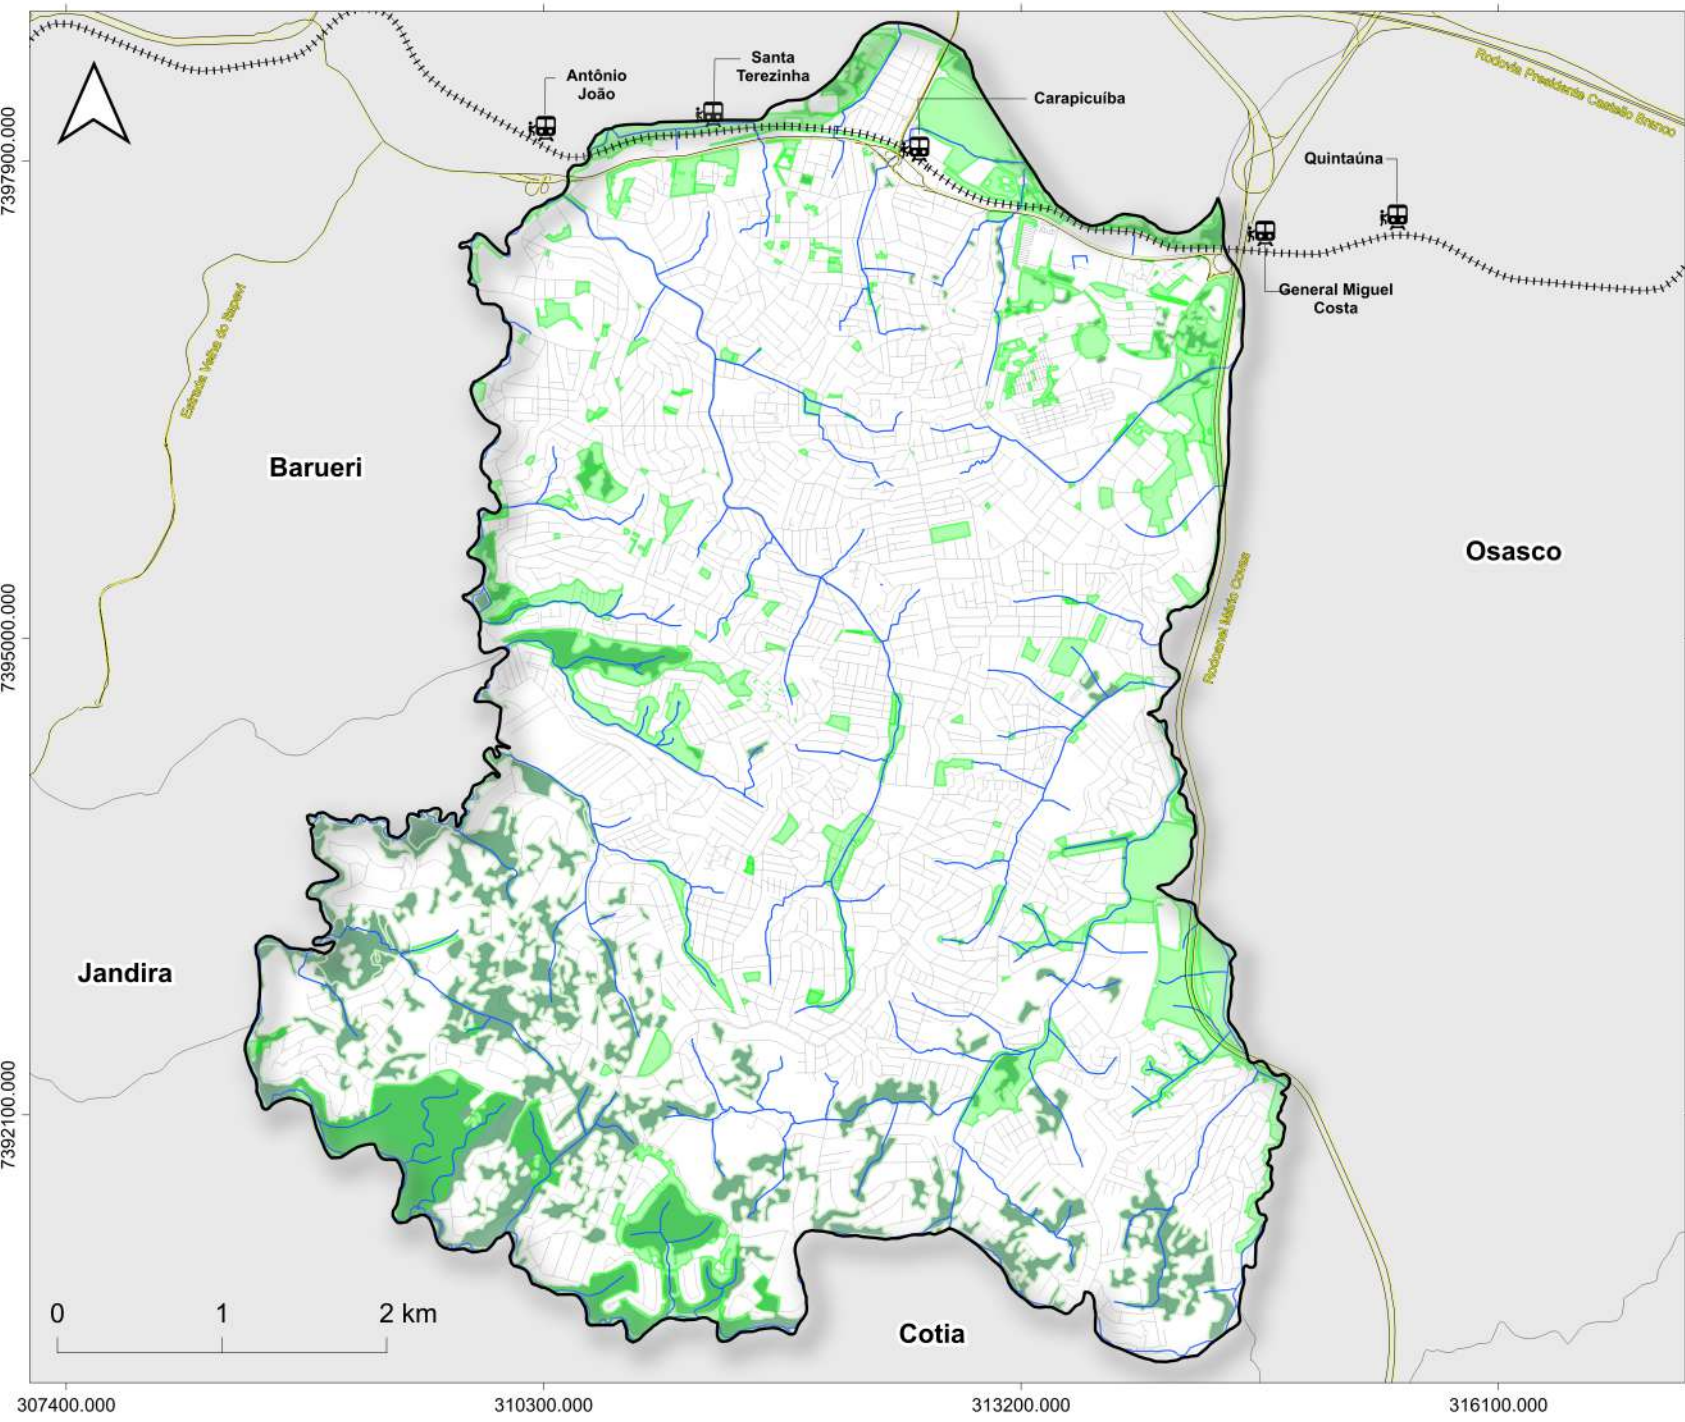 Rodovia Presidente Castello Branco
Santa
Terezinha
Antônio
João
Carapicuíba
Quintaúna
7397900.000
General Miguel
Costa
Estrada Velha do Itapevi
Barueri
Osasco
Rodoanel Mário Covas
7395000.000
Jandira
7392100.000
0 1 2 km
Cotia
307400.000 310300.000 313200.000 316100.000